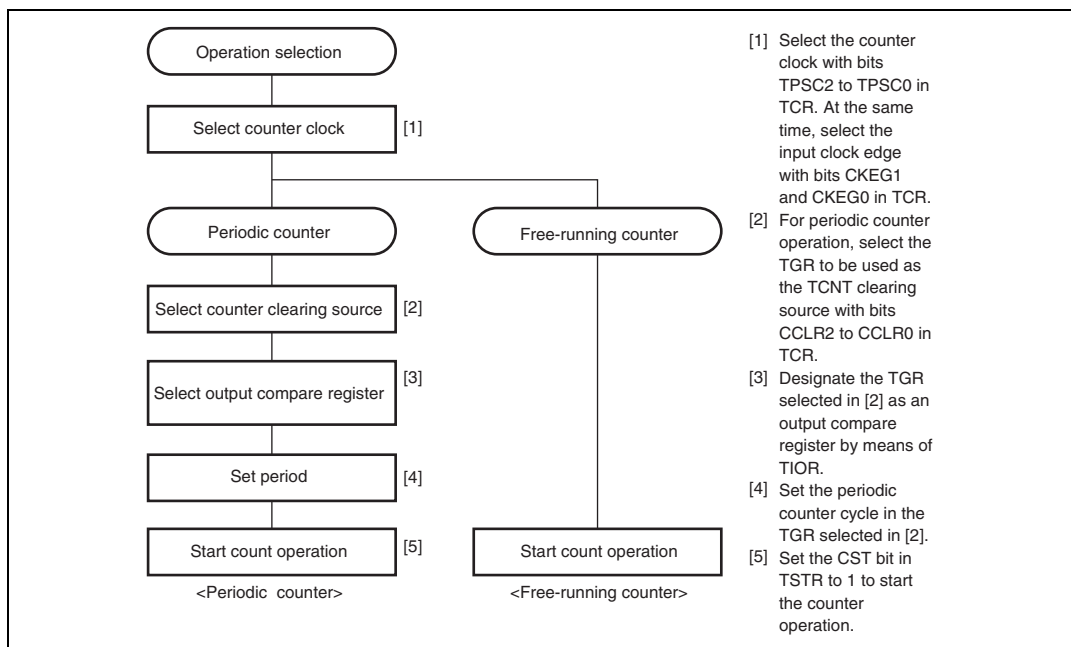 Operation selection
Select counter clock
[1]
Periodic counter
Free-running counter
Select counter clearing source
[2]
Select output compare register
[3]
Set period
[4]
Start count operation
[5]
Start count operation
<Periodic counter>
<Free-running counter>
[1] Select the counter
clock with bits
TPSC2 to TPSC0 in
TCR. At the same
time, select the
input clock edge
with bits CKEG1
and CKEG0 in TCR.
[2] For periodic counter
operation, select the
TGR to be used as
the TCNT clearing
source with bits
CCLR2 to CCLR0 in
TCR.
[3] Designate the TGR
selected in [2] as an
output compare
register by means of
TIOR.
[4] Set the periodic
counter cycle in the
TGR selected in [2].
[5] Set the CST bit in
TSTR to 1 to start
the counter
operation.